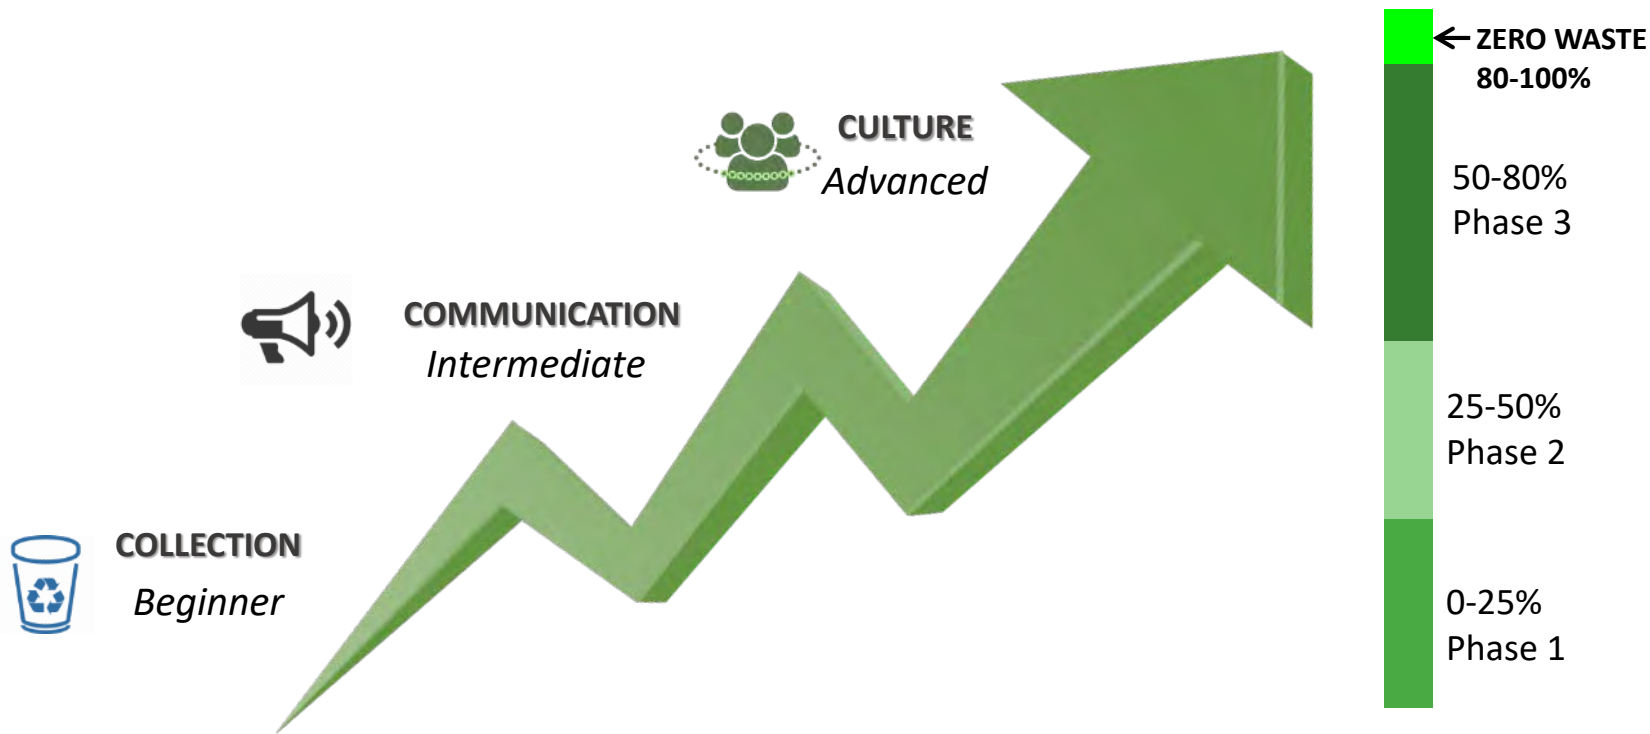 ZERO WASTE
80-100%
CULTURE
Advanced
50-80%
Phase 3
COMMUNICATION
Intermediate
25-50%
Phase 2
COLLECTION
Beginner
0-25%
Phase 1